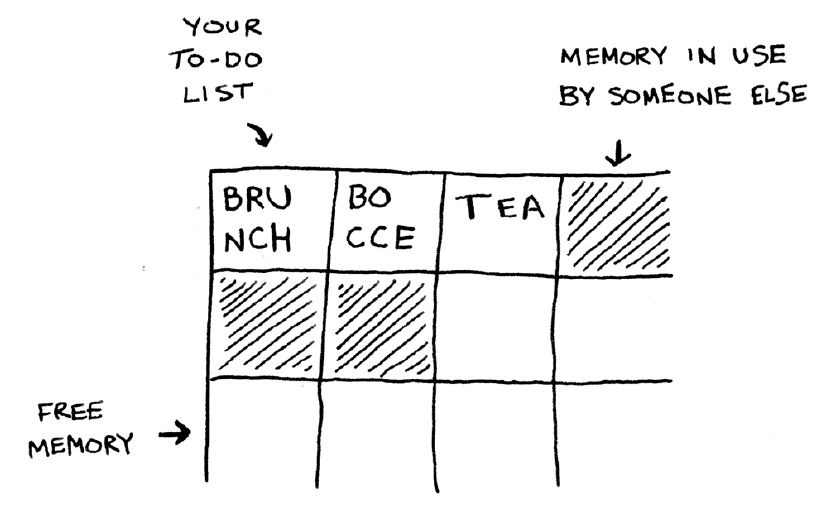 YOUR
TO-DO
LIST
MEMORY IN USE
BY SOMEONE ELSE
BRU
NCH
BO
CCE
TEA
FREE
MEMORY